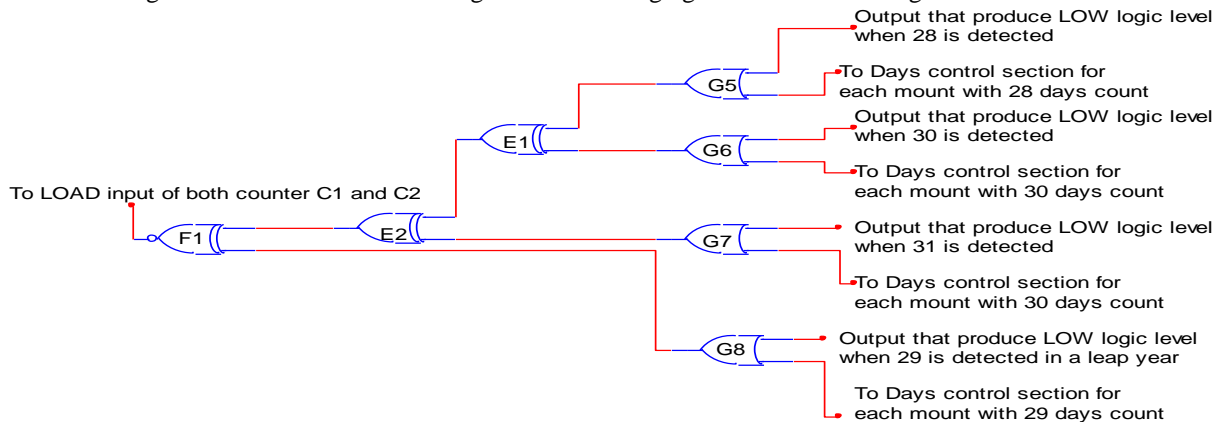 Output that produce LOW logic level
when 28 is detected
G5
To Days control section for
each mount with 28 days count
Output that produce LOW logic level
when 30 is detected
E1
G6
To Days control section for
each mount with 30 days count
To LOAD input of both counter C1 and C2
F1
E2
G7
Output that produce LOW logic level
when 31 is detected
To Days control section for
each mount with 30 days count
G8
Output that produce LOW logic level
when 29 is detected in a leap year
To Days control section for
each mount with 29 days count